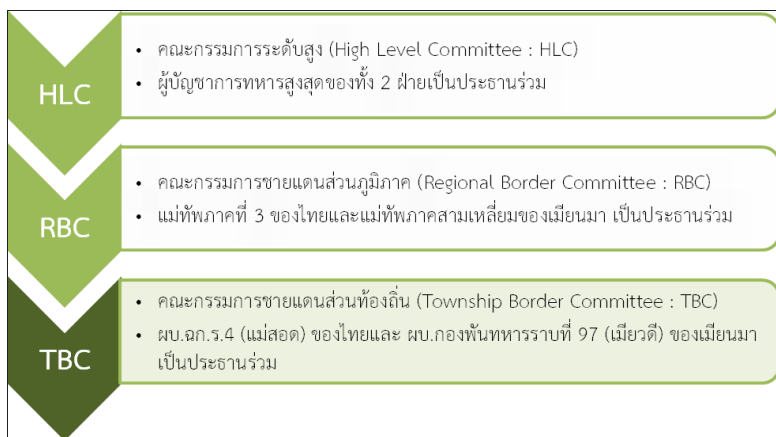 HLC
• คณะกรรมการระดับสูง (High Level Committee : HLC)
• ผู้บัญชาการทหารสูงสุดของทั้ง 2 ฝ่ายเป็นประธานร่วม
RBC
• คณะกรรมการชายแดนส่วนภูมิภาค (Regional Border Committee : RBC)
• แม่ทัพภาคที่ 3 ของไทยและแม่ทัพภาคสามเหลี่ยมของเมียนมา เป็นประธานร่วม
TBC
• คณะกรรมการชายแดนส่วนท้องถิ่น (Township Border Committee : TBC)
• ผบ.ฉก.ร.4 (แม่สอด) ของไทยและ ผบ.กองพันทหารราบที่ 97 (เมียวดี) ของเมียนมา
เป็นประธานร่วม